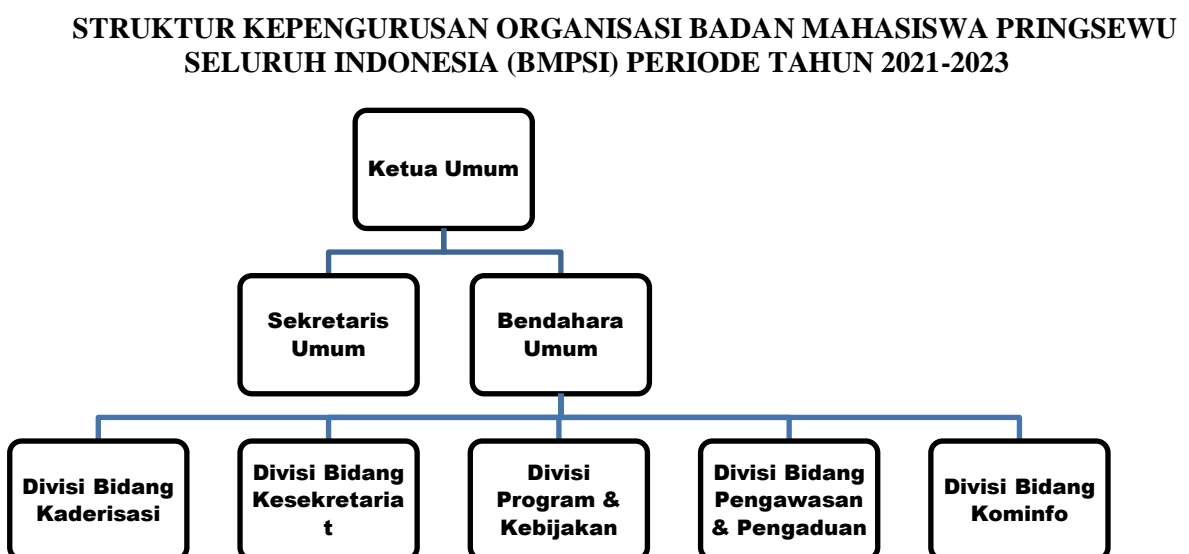 STRUKTUR KEPENGURUSAN ORGANISASI BADAN MAHASISWA PRINGSEWU
SELURUH INDONESIA (BMPSI) PERIODE TAHUN 2021-2023
Ketua Umum
Sekretaris
Umum
Bendahara
Umum
Divisi Bidang
Kaderisasi
Divisi Bidang
Kesekretaria
t
Divisi
Program &
Kebijakan
Divisi Bidang
Pengawasan
& Pengaduan
Divisi Bidang
Kominfo